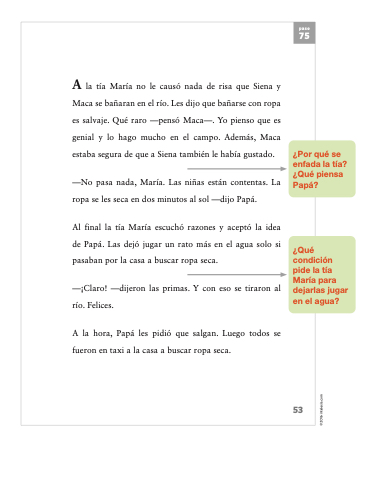 PASO
75
A la tía María no le causó nada de risa que Siena y
Maca se bañaran en el río. Les dijo que bañarse con ropa
es salvaje. Qué raro —pensó Maca—. Yo pienso que es
genial y lo hago mucho en el campo. Además, Maca
estaba segura de que a Siena también le había gustado.
¿Por qué se
enfada la tía?
¿Qué piensa
Papá?
—No pasa nada, María. Las niñas están contentas. La
ropa se les seca en dos minutos al sol —dijo Papá.
Al final la tía María escuchó razones y aceptó la idea
de Papá. Las dejó jugar un rato más en el agua solo si
pasaban por la casa a buscar ropa seca.
¿Qué
condición
pide la tía
María para
dejarlas jugar
en el agua?
—¡Claro! —dijeron las primas. Y con eso se tiraron al
río. Felices.
A la hora, Papá les pidió que salgan. Luego todos se
fueron en taxi a la casa a buscar ropa seca.
53